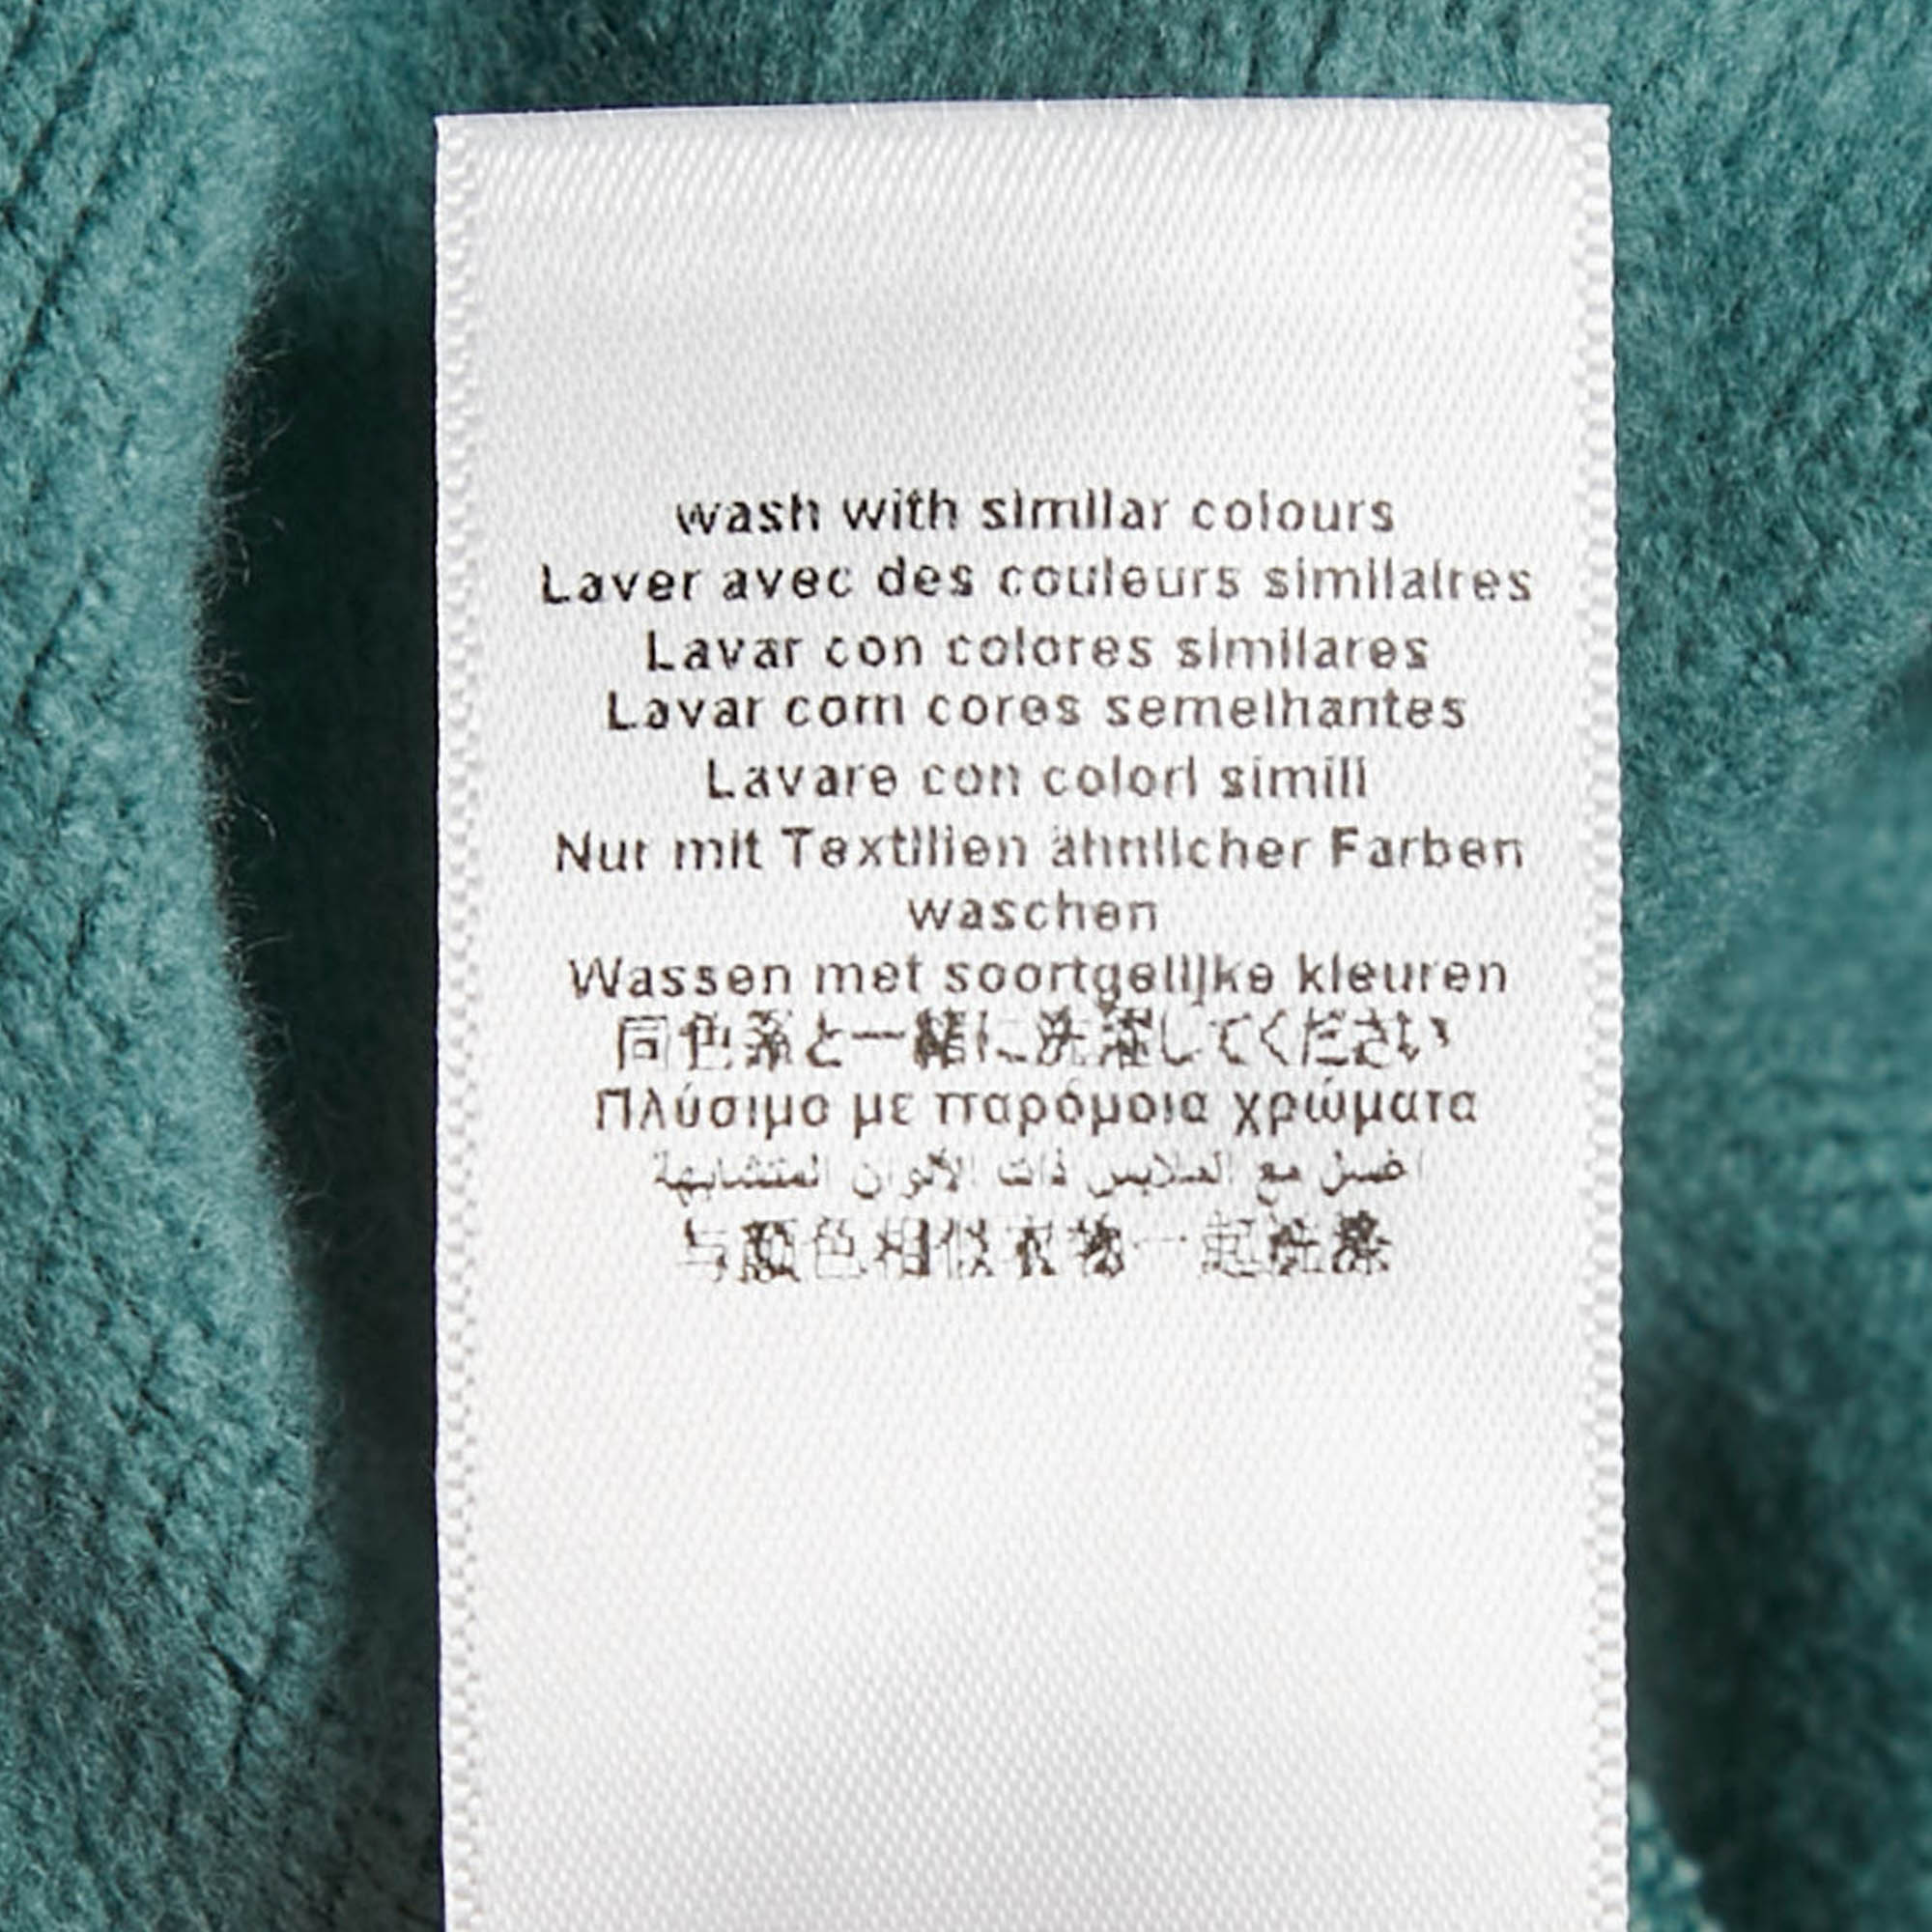 wash with similar colours
Laver avec des couleurs similaires
Lavar con colores similares
Lavar com cores semelhantes
Lavare con colori simili
Nur mit Textilien ähnlicher Farben
waschen
Wassen met soortgelijke kleuren
同色系と一緒に洗濯してください
Πλύσιμο με παρόμοια χρώματα
اغسل مع الملابس ذات الألوان المتشابهة
与颜色相似衣物一起洗涤